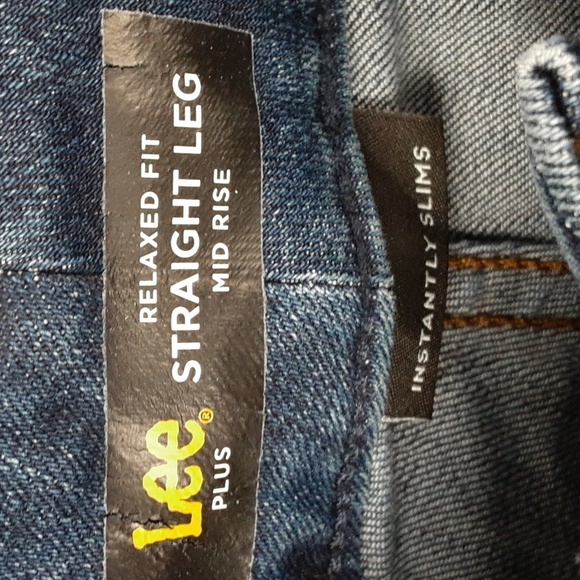 Lee®
PLUS
RELAXED FIT
STRAIGHT LEG
MID RISE
INSTANTLY SLIMS